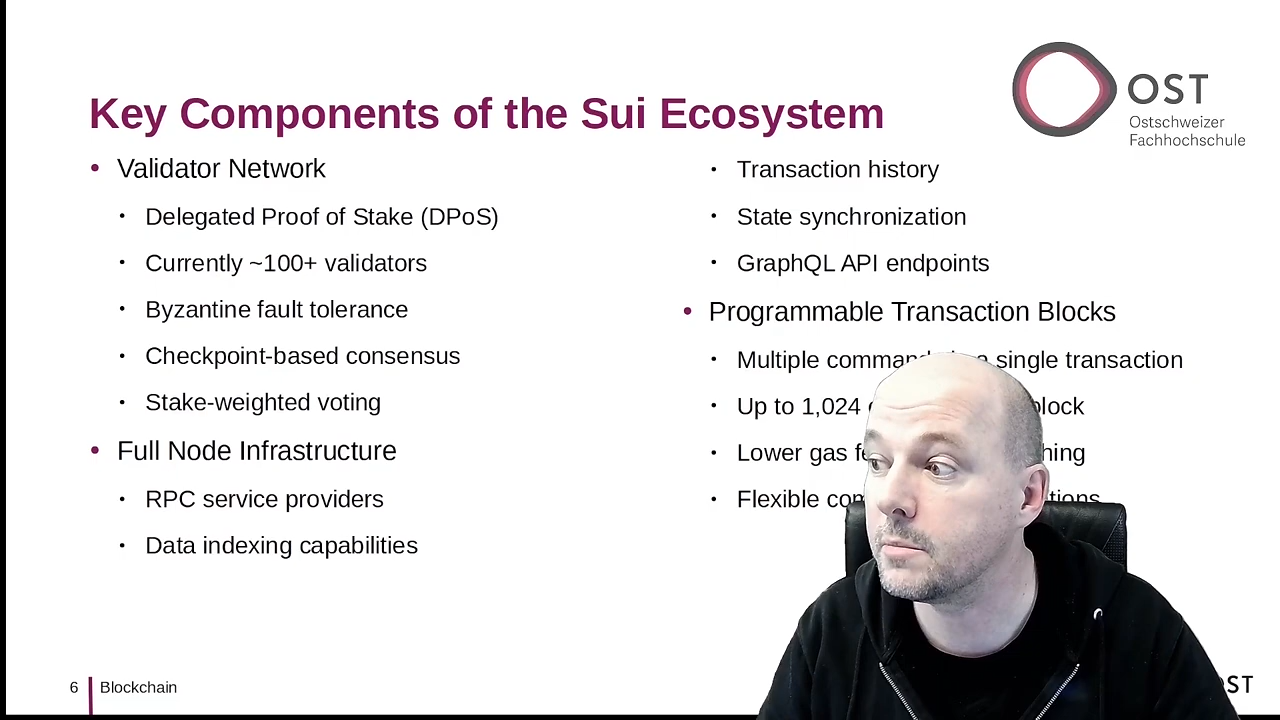 OST
Ostschweizer
Fachhochschule
Key Components of the Sui Ecosystem
• Validator Network
• Delegated Proof of Stake (DPoS)
• Currently ~100+ validators
• Byzantine fault tolerance
• Checkpoint-based consensus
• Stake-weighted voting
• Full Node Infrastructure
• RPC service providers
• Data indexing capabilities
• Transaction history
• State synchronization
• GraphQL API endpoints
• Programmable Transaction Blocks
• Multiple single transaction
• Up to 1,024 block
• Lower gas
• Flexible
6 Blockchain